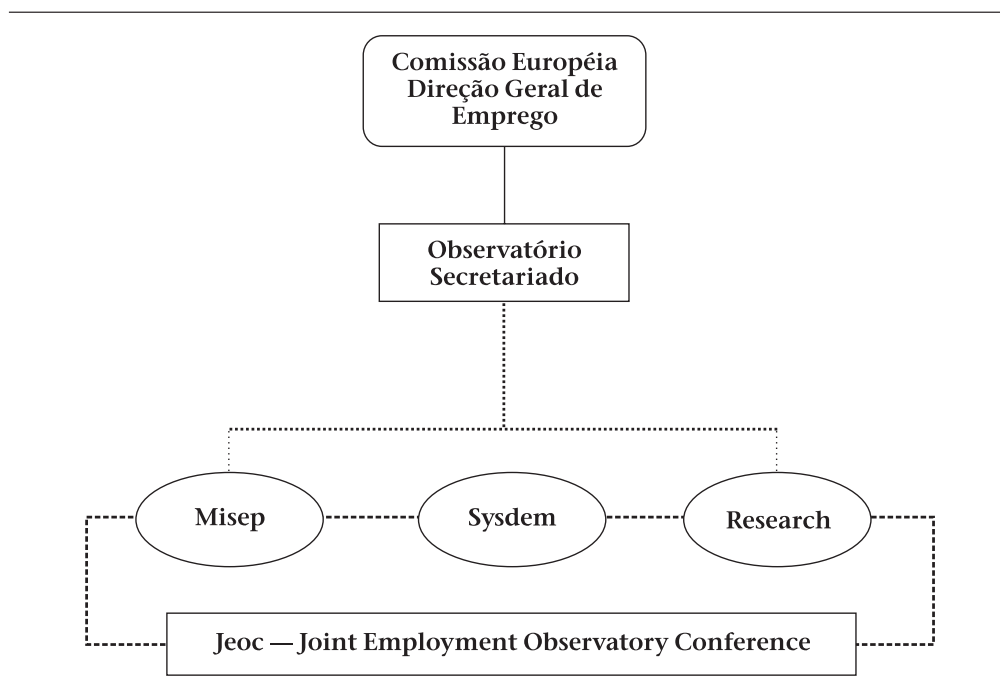 Comissão Européia
Direção Geral de
Emprego
Observatório
Secretariado
Misep
Sysdem
Research
Jeoc — Joint Employment Observatory Conference